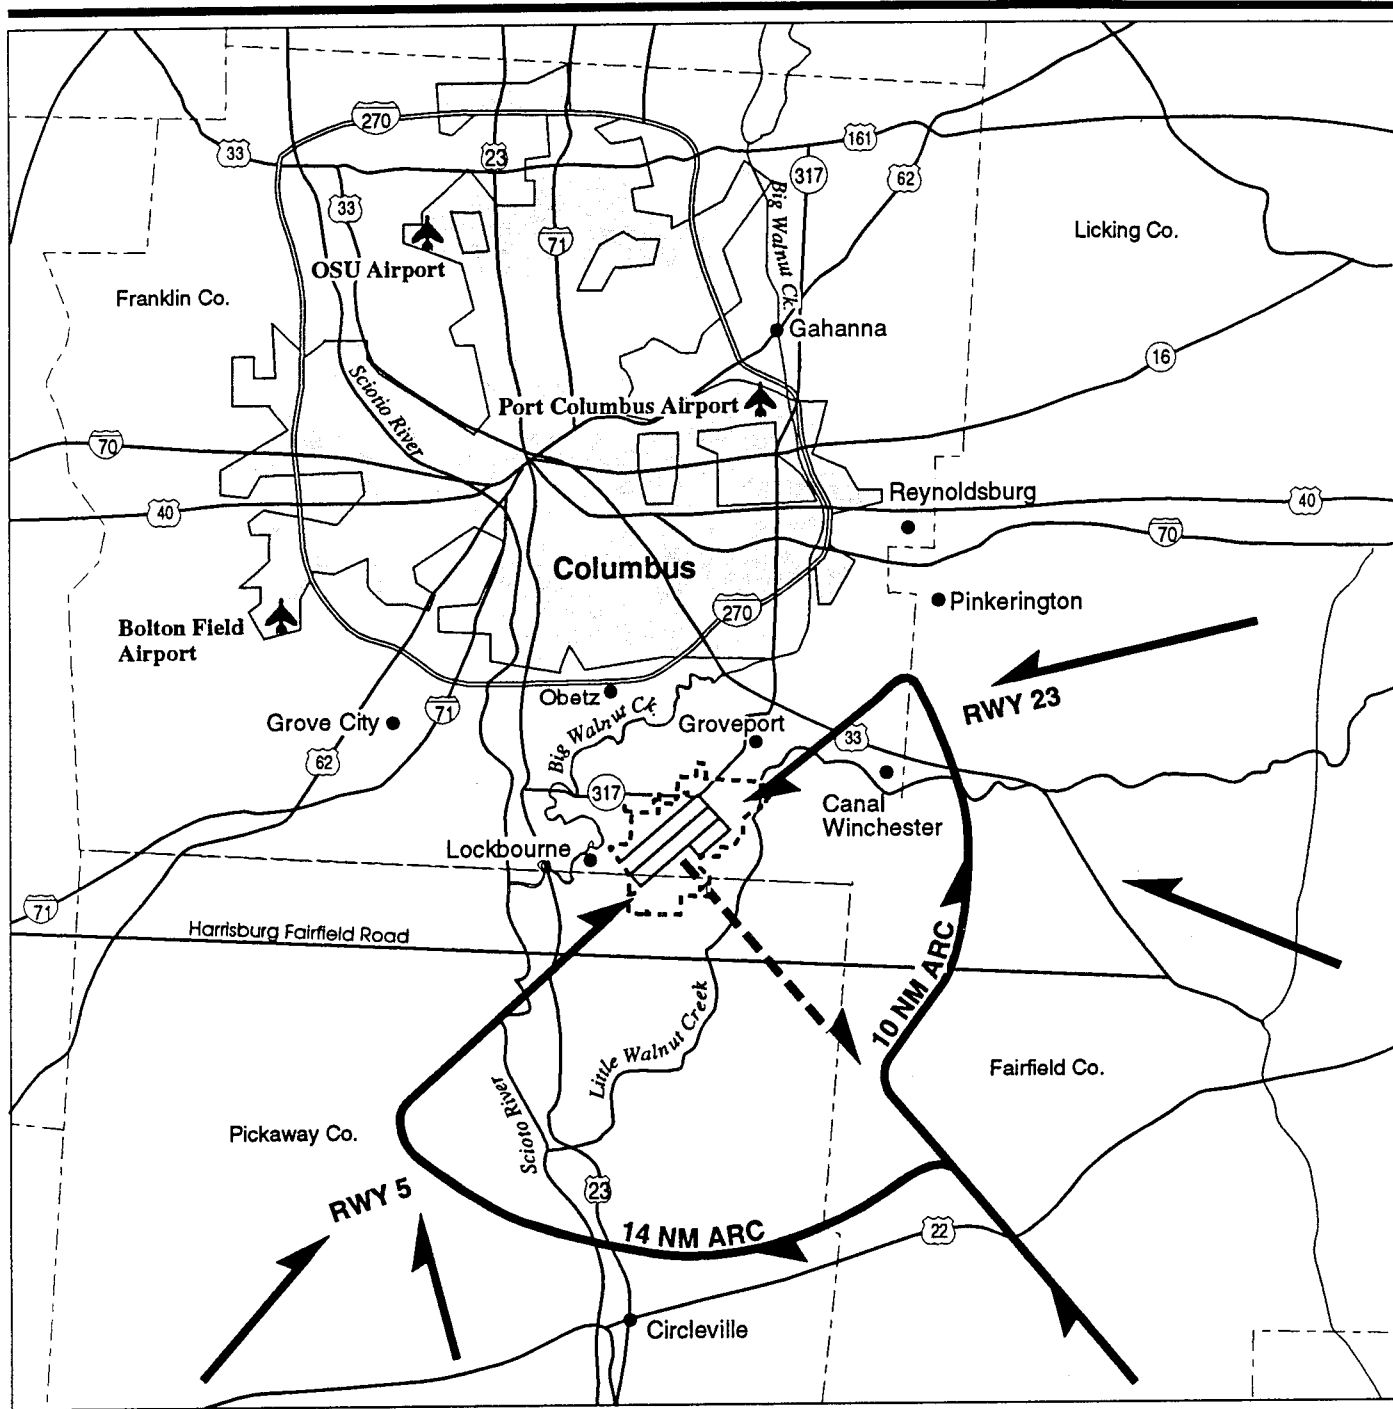 270
33
23
161
317
62
33
71
Big Walnut Ck.
Licking Co.
OSU Airport
Franklin Co.
Gahanna
16
Sciotio River
Port Columbus Airport
70
40
Reynoldsburg
40
70
Columbus
270
Pinkerington
Bolton Field
Airport
Obetz
RWY 23
Grove City
71
Big Walnut Ck.
Groveport
33
62
317
Canal
Winchester
Lockbourne
71
Harrisburg Fairfield Road
10 NM ARC
Little Walnut Creek
Fairfield Co.
Scioto River
Pickaway Co.
RWY 5
23
14 NM ARC
22
Circleville